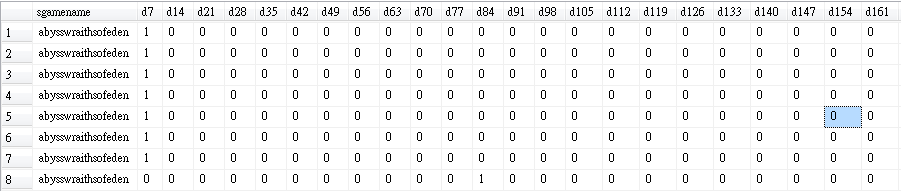 sgamename d7 d14 d21 d28 d35 d42 d49 d56 d63 d70 d77 d84 d91 d98 d105 d112 d119 d126 d133 d140 d147 d154 d161
1 abysswraithsofeden 1 0 0 0 0 0 0 0 0 0 0 0 0 0 0 0 0 0 0 0 0 0 0
2 abysswraithsofeden 1 0 0 0 0 0 0 0 0 0 0 0 0 0 0 0 0 0 0 0 0 0 0
3 abysswraithsofeden 1 0 0 0 0 0 0 0 0 0 0 0 0 0 0 0 0 0 0 0 0 0 0
4 abysswraithsofeden 1 0 0 0 0 0 0 0 0 0 0 0 0 0 0 0 0 0 0 0 0 0 0
5 abysswraithsofeden 1 0 0 0 0 0 0 0 0 0 0 0 0 0 0 0 0 0 0 0 0 0 0
6 abysswraithsofeden 1 0 0 0 0 0 0 0 0 0 0 0 0 0 0 0 0 0 0 0 0 0 0
7 abysswraithsofeden 1 0 0 0 0 0 0 0 0 0 0 0 0 0 0 0 0 0 0 0 0 0 0
8 abysswraithsofeden 0 0 0 0 0 0 0 0 0 0 0 1 0 0 0 0 0 0 0 0 0 0 0